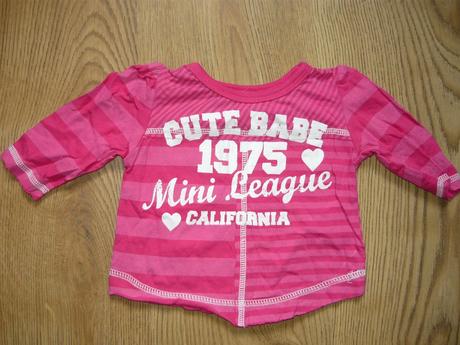 CUTE BABE
1975
Mini League
CALIFORNIA